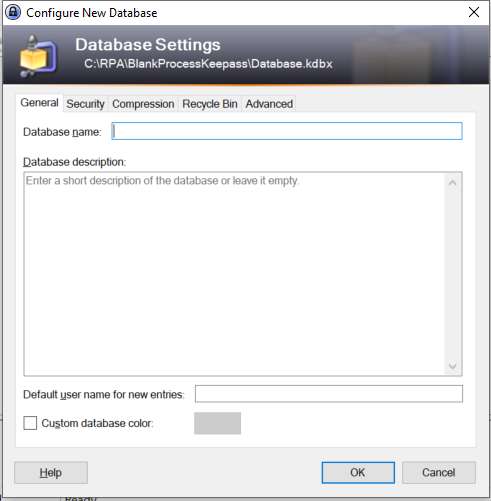 Configure New Database
Database Settings
C:\RPA\BlankProcessKeepass\Database.kdbx
General Security Compression Recycle Bin Advanced
Database name:
Database description:
Enter a short description of the database or leave it empty.
Default user name for new entries:
Custom database color:
Help OK Cancel
Ready